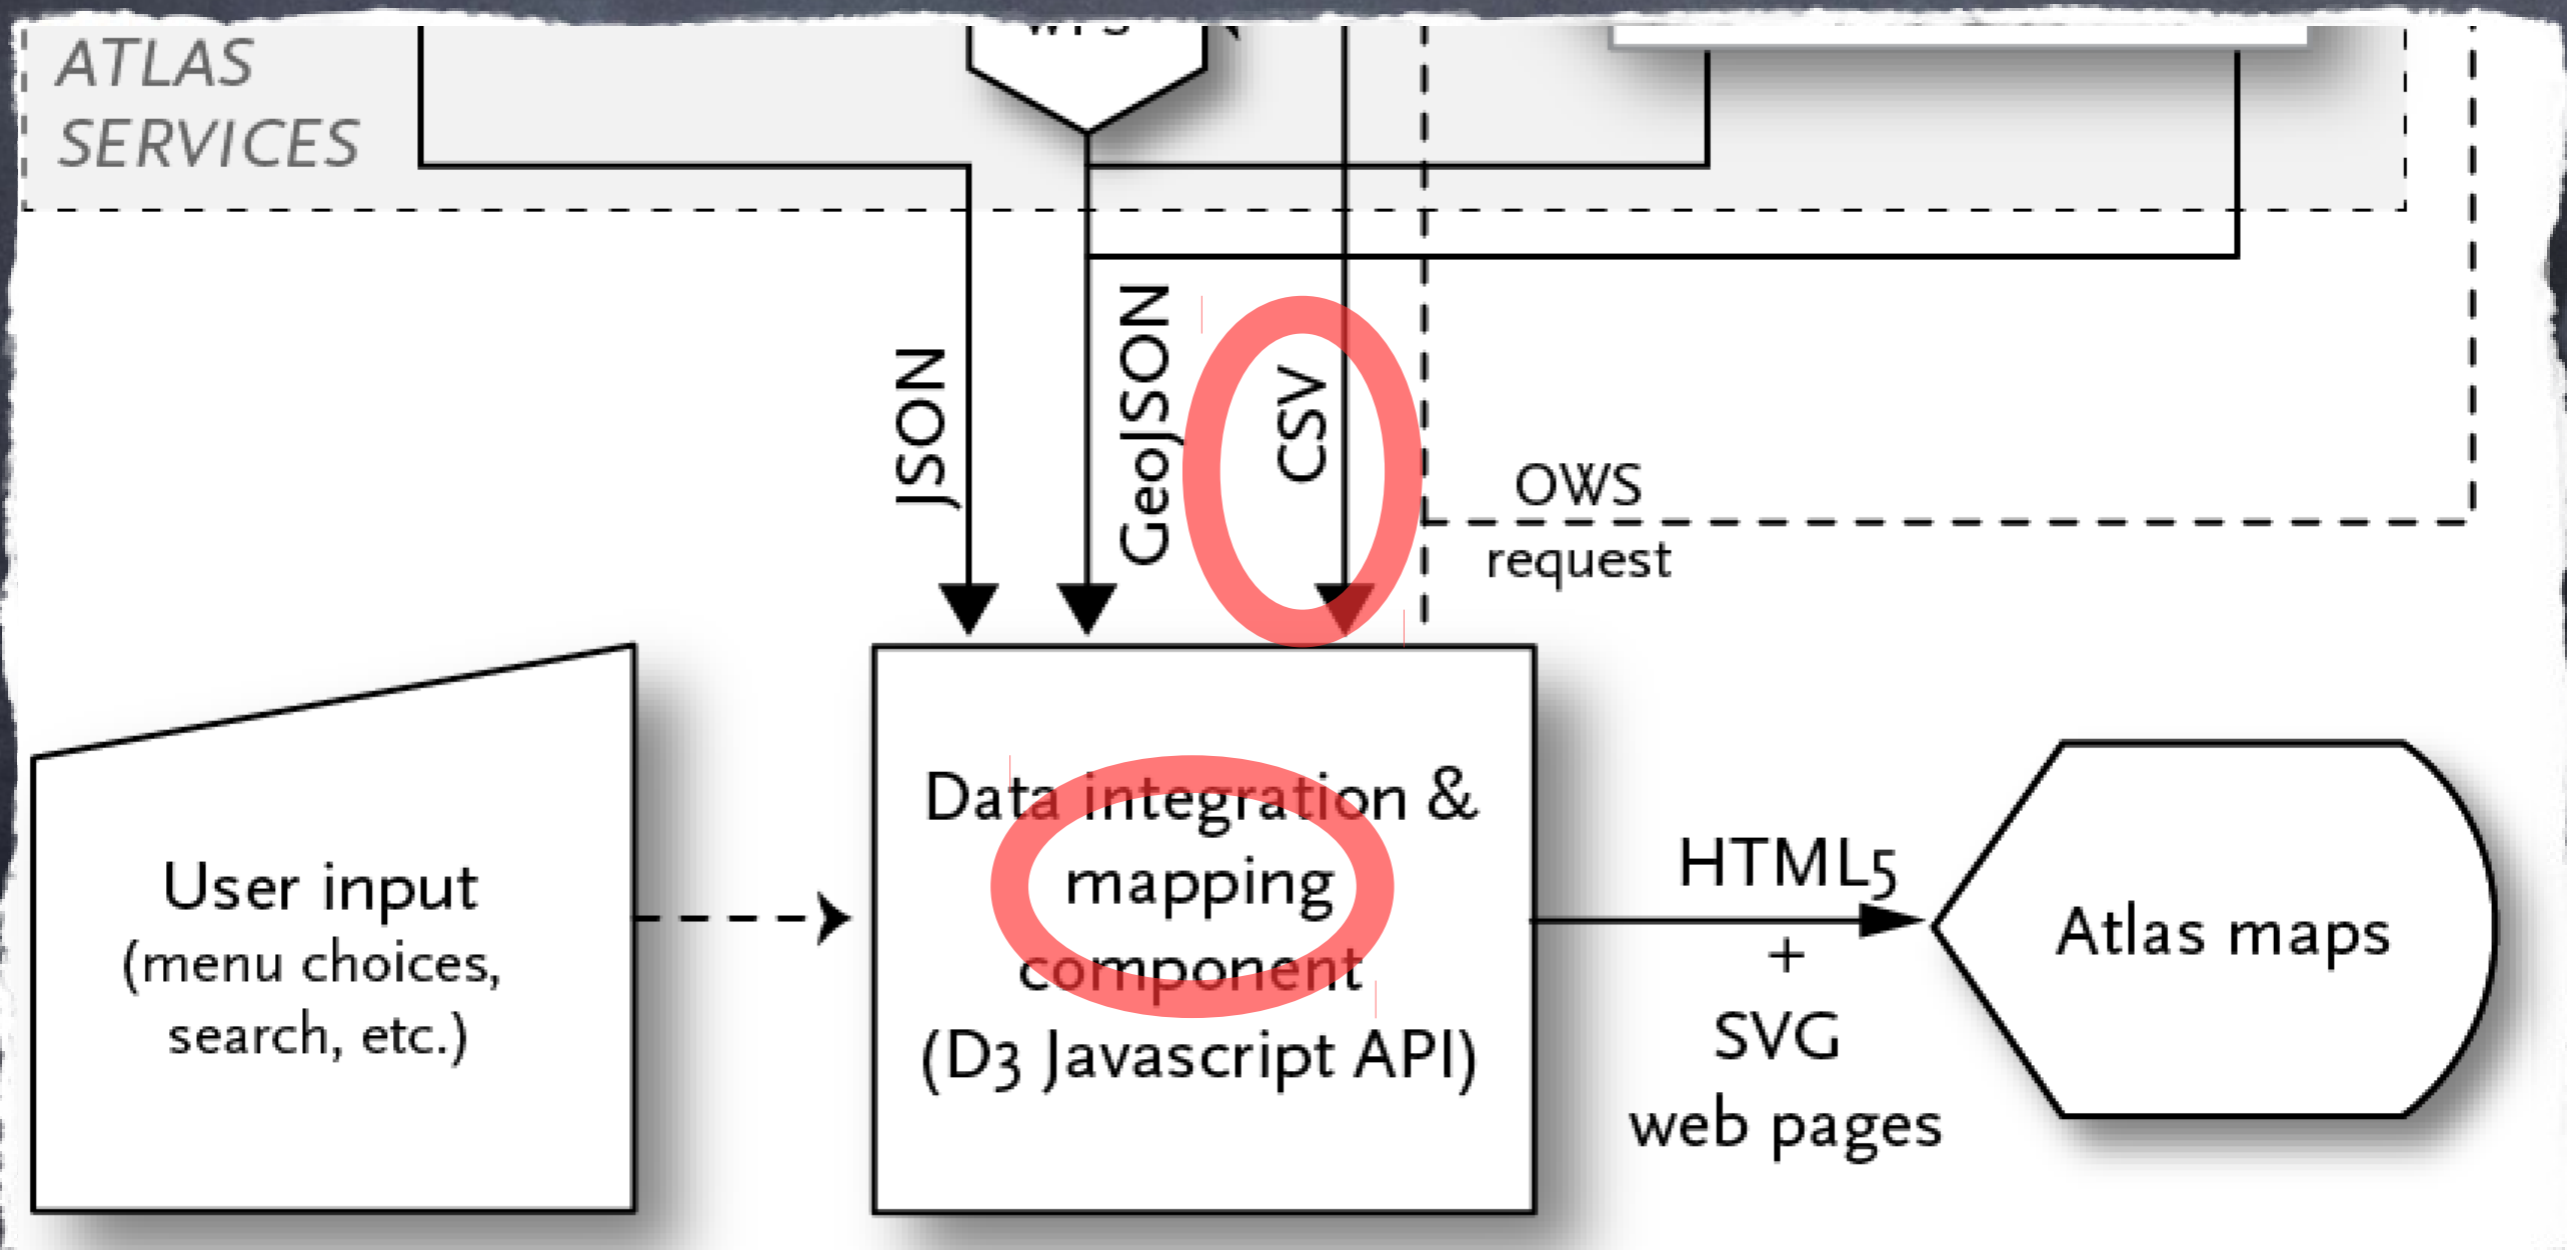 ATLAS
SERVICES
JSON
GeoJSON
CSV
OWS
request
User input
(menu choices,
search, etc.)
Data integration &
mapping
component
(D3 Javascript API)
HTML5
+
SVG
web pages
Atlas maps